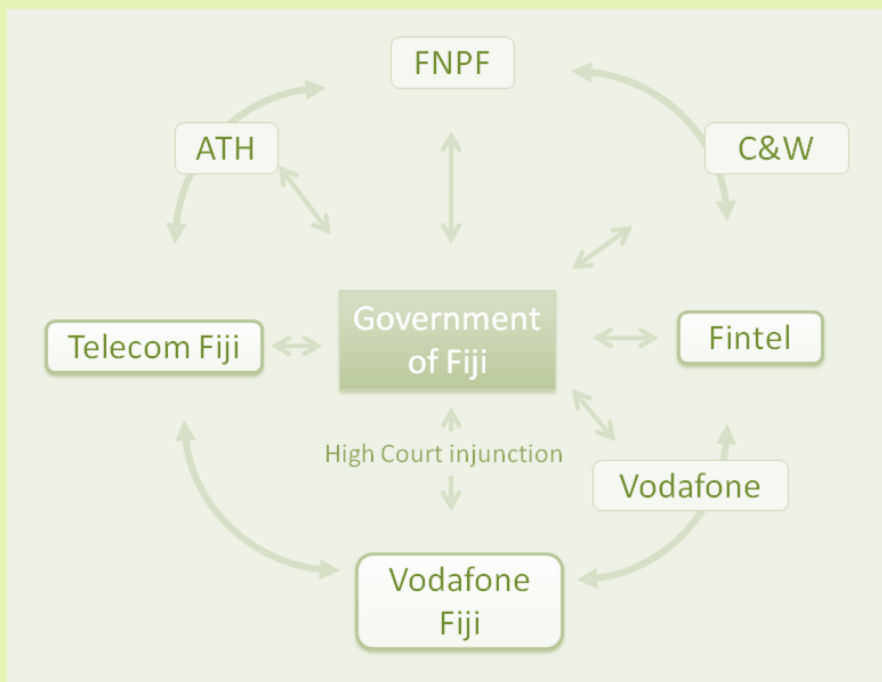 FNPF
ATH
C&W
Government
of Fiji
Telecom Fiji
Fintel
High Court injunction
Vodafone
Vodafone
Fiji